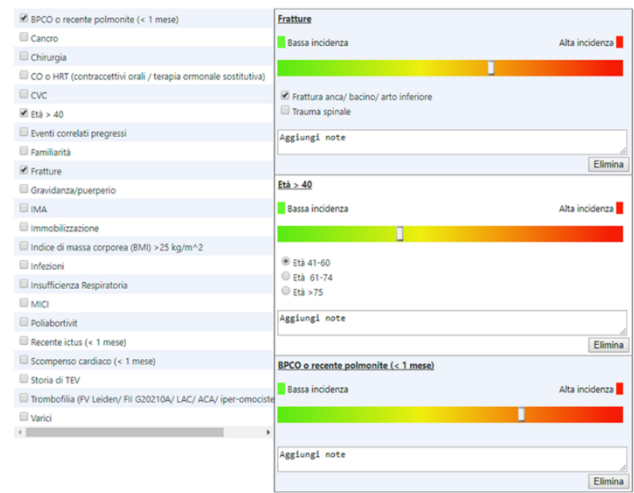 BPCO o recente polmonite (< 1 mese)
Cancro
Chirurgia
CO o HRT (contraccettivi orali / terapia ormonale sostitutiva)
CVC
Età > 40
Eventi correlati pregressi
Familiarità
Fratture
Gravidanza/puerperio
IMA
Immobilizzazione
Indice di massa corporea (BMI) >25 kg/m^2
Infezioni
Insufficienza Respiratoria
MICI
Poliabortivit
Recente ictus (< 1 mese)
Scompenso cardiaco (< 1 mese)
Storia di TEV
Trombofilia (FV Leiden/ FII G20210A/ LAC/ ACA/ iper-omociste
Varici
Fratture
Bassa incidenza Alta incidenza
Frattura anca/ bacino/ arto inferiore
Trauma spinale
Aggiungi note
Elimina
Età > 40
Bassa incidenza Alta incidenza
Età 41-60
Età 61-74
Età >75
Aggiungi note
Elimina
BPCO o recente polmonite (< 1 mese)
Bassa incidenza Alta incidenza
Aggiungi note
Elimina